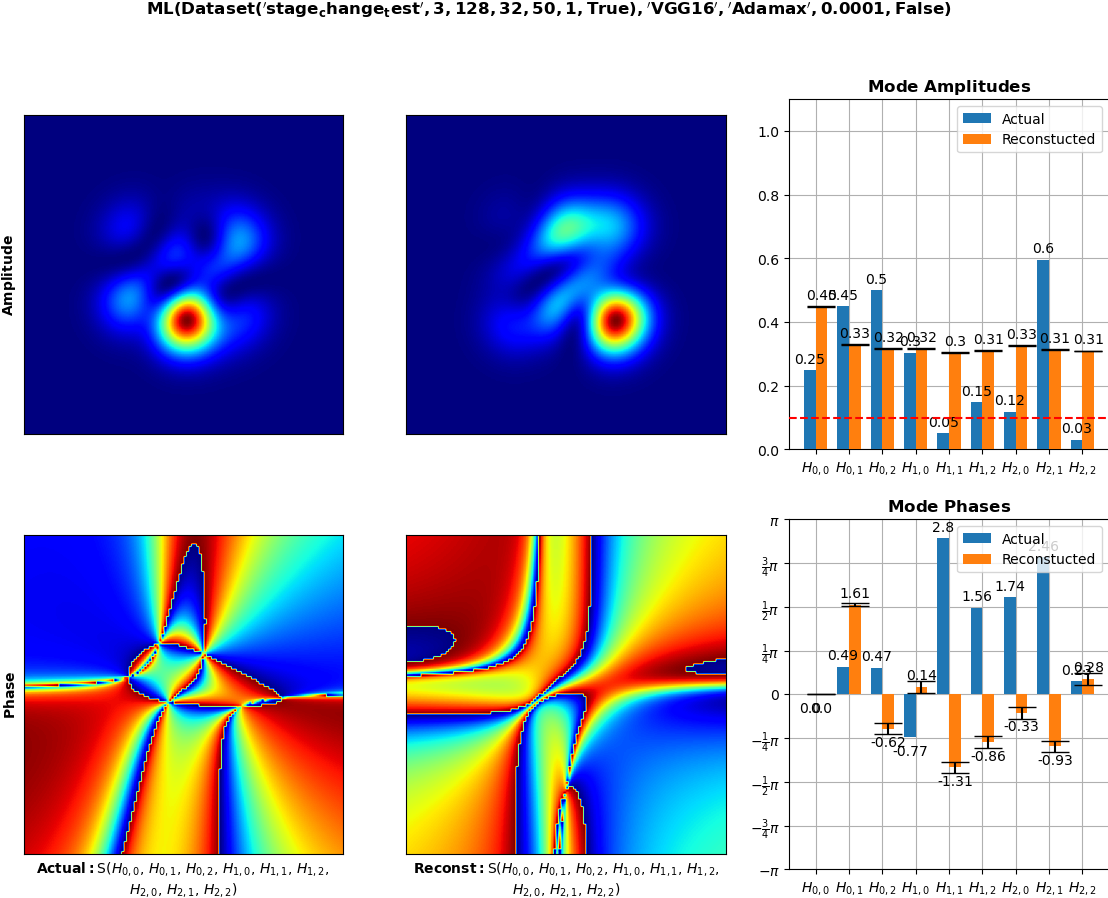 ML(Dataset('stage_change_test', 3, 128, 32, 50, 1, True), 'VGG16', 'Adamax', 0.0001, False)
Amplitude
Mode Amplitudes
Actual
Reconstucted
1.0
0.8
0.6
0.4
0.2
0.0
0.25 0.45 0.5 0.3 0.05 0.15 0.12 0.6 0.03
0.45 0.33 0.32 0.32 0.3 0.31 0.33 0.31 0.31
H0,0 H0,1 H0,2 H1,0 H1,1 H1,2 H2,0 H2,1 H2,2
Phase
Actual: S(H0,0, H0,1, H0,2, H1,0, H1,1, H1,2,
H2,0, H2,1, H2,2)
Reconst: S(H0,0, H0,1, H0,2, H1,0, H1,1, H1,2,
H2,0, H2,1, H2,2)
Mode Phases
Actual
Reconstucted
π
3/4π
1/2π
1/4π
0
−1/4π
−1/2π
−3/4π
−π
0.0 0.49 0.47 -0.77 2.8 1.56 1.74 2.46
0.0 1.61 -0.62 0.14 -1.31 -0.86 -0.33 -0.93 0.28
H0,0 H0,1 H0,2 H1,0 H1,1 H1,2 H2,0 H2,1 H2,2